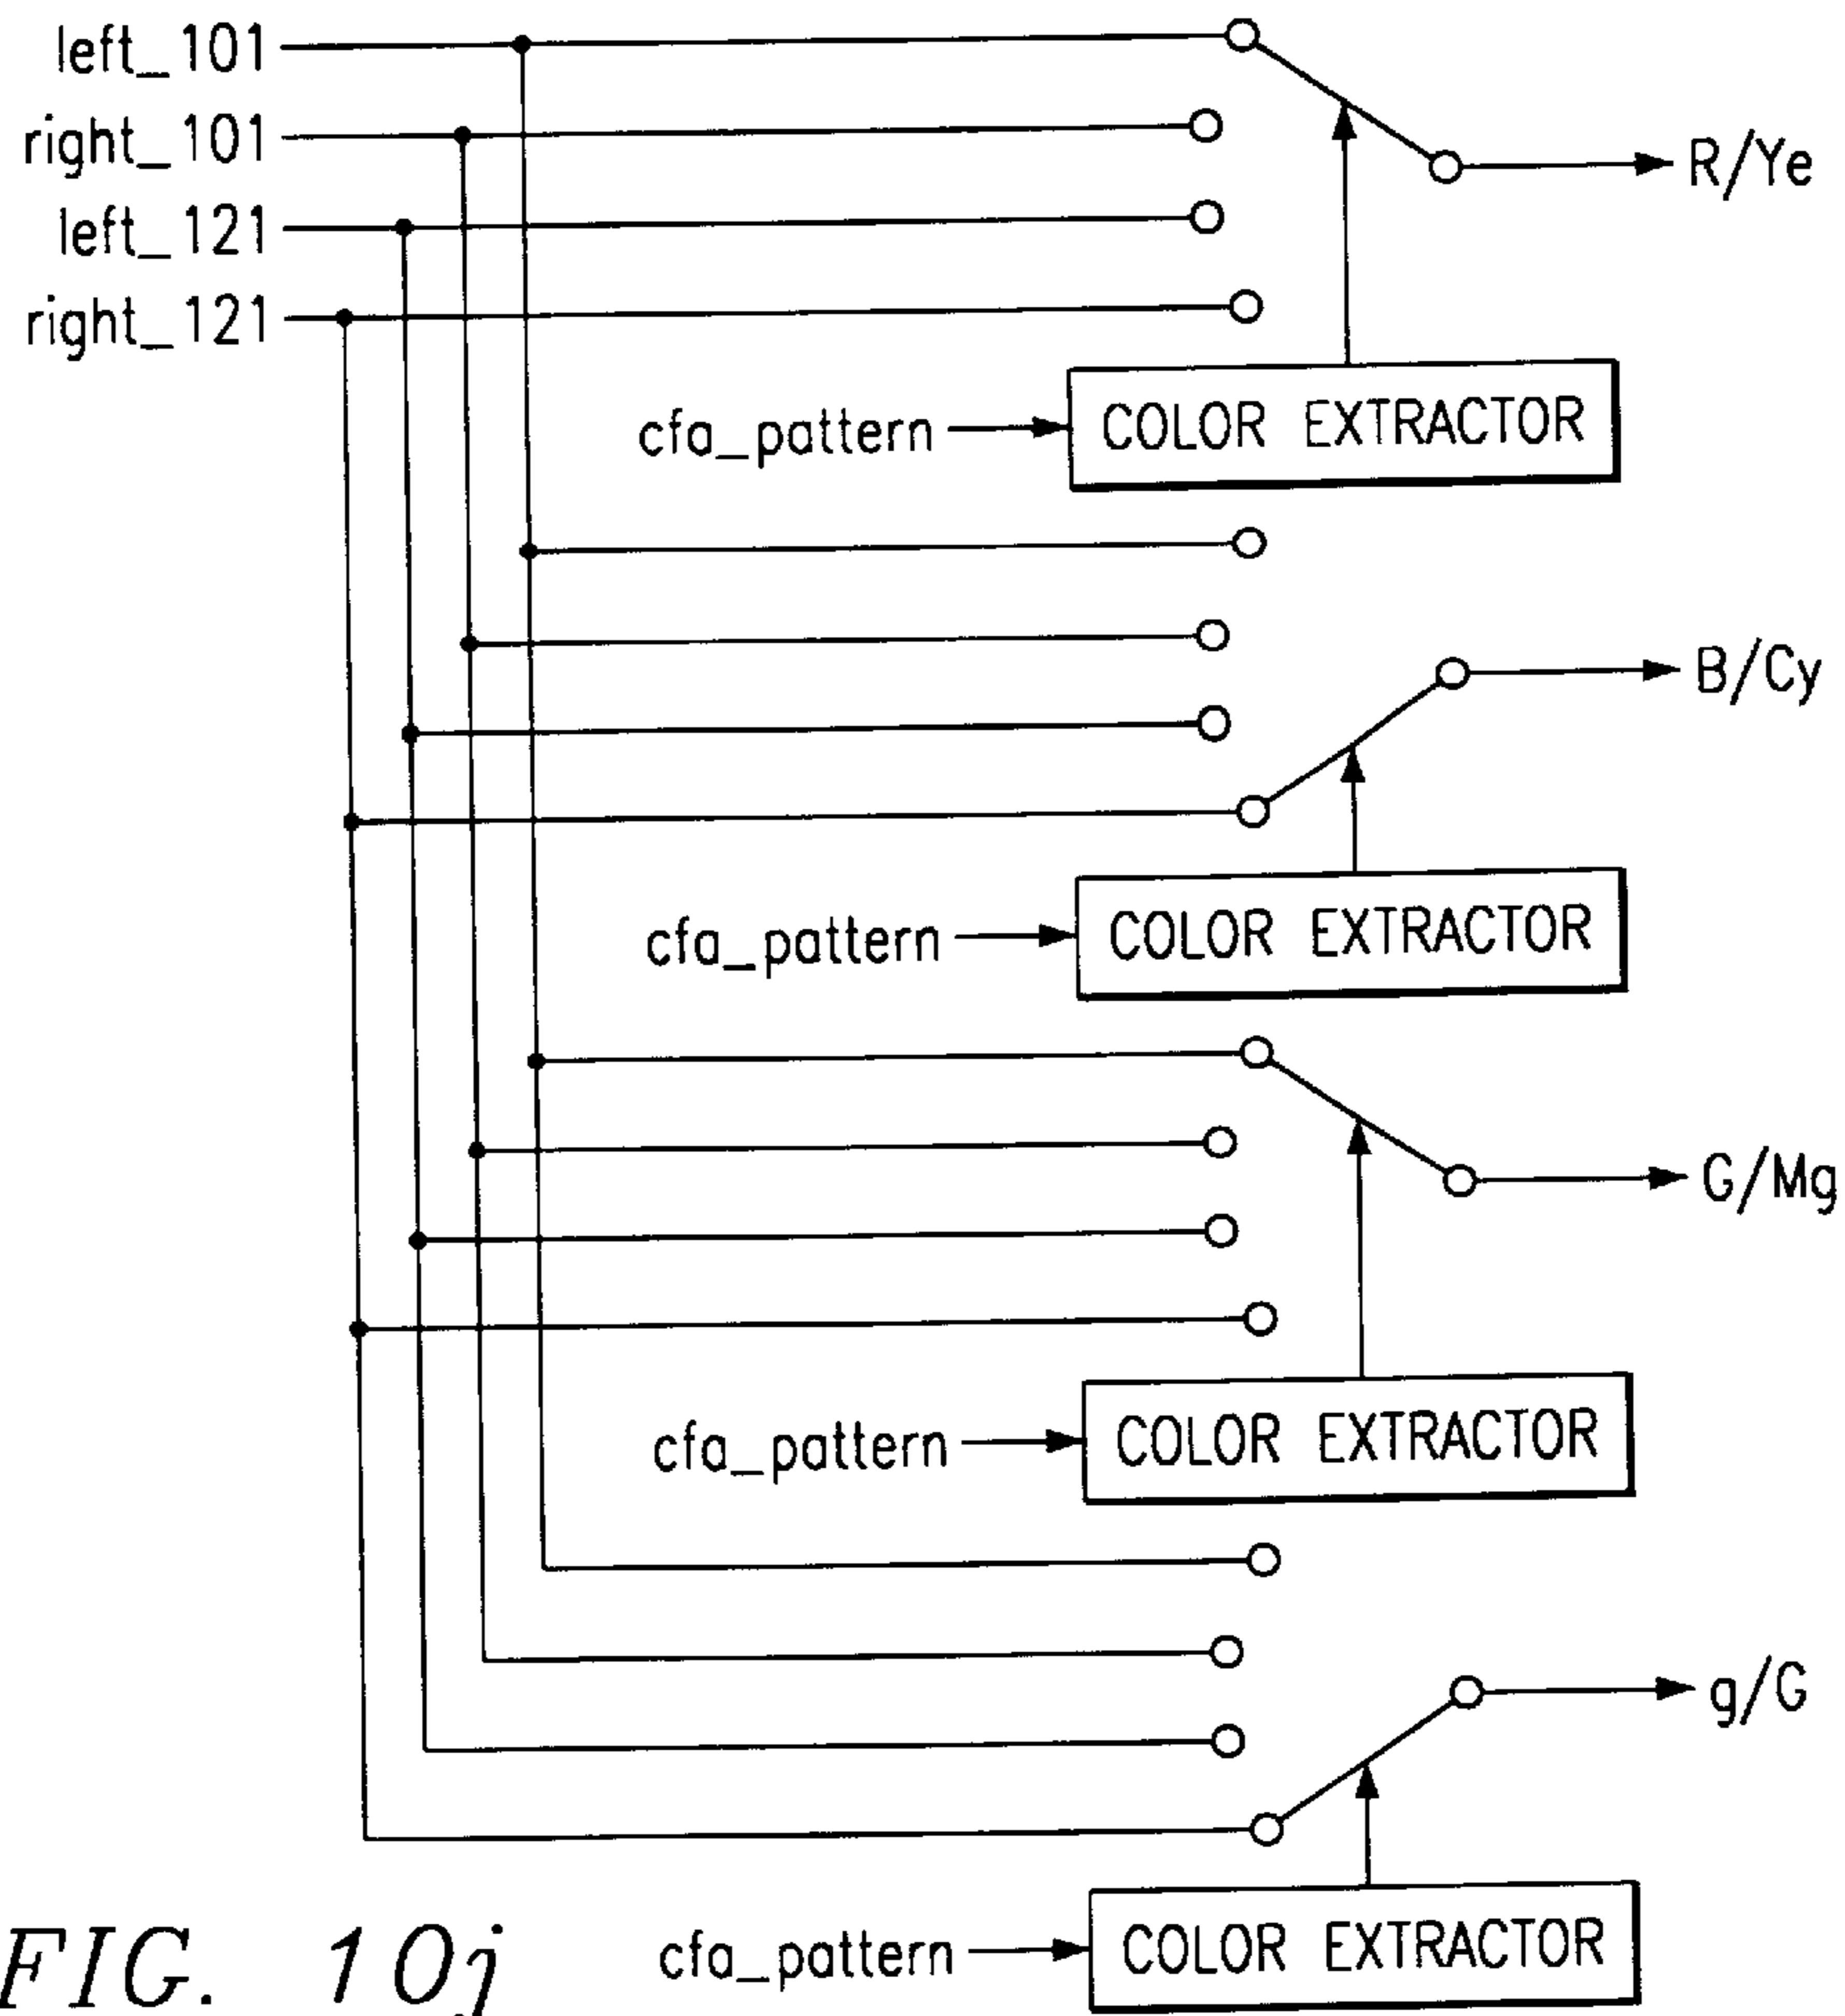 left_101
right_101
R/Ye
left_121
right_121
cfa_pattern
COLOR EXTRACTOR
B/Cy
cfa_pattern
COLOR EXTRACTOR
G/Mg
cfa_pattern
COLOR EXTRACTOR
g/G
cfa_pattern
COLOR EXTRACTOR
FIG. 10j